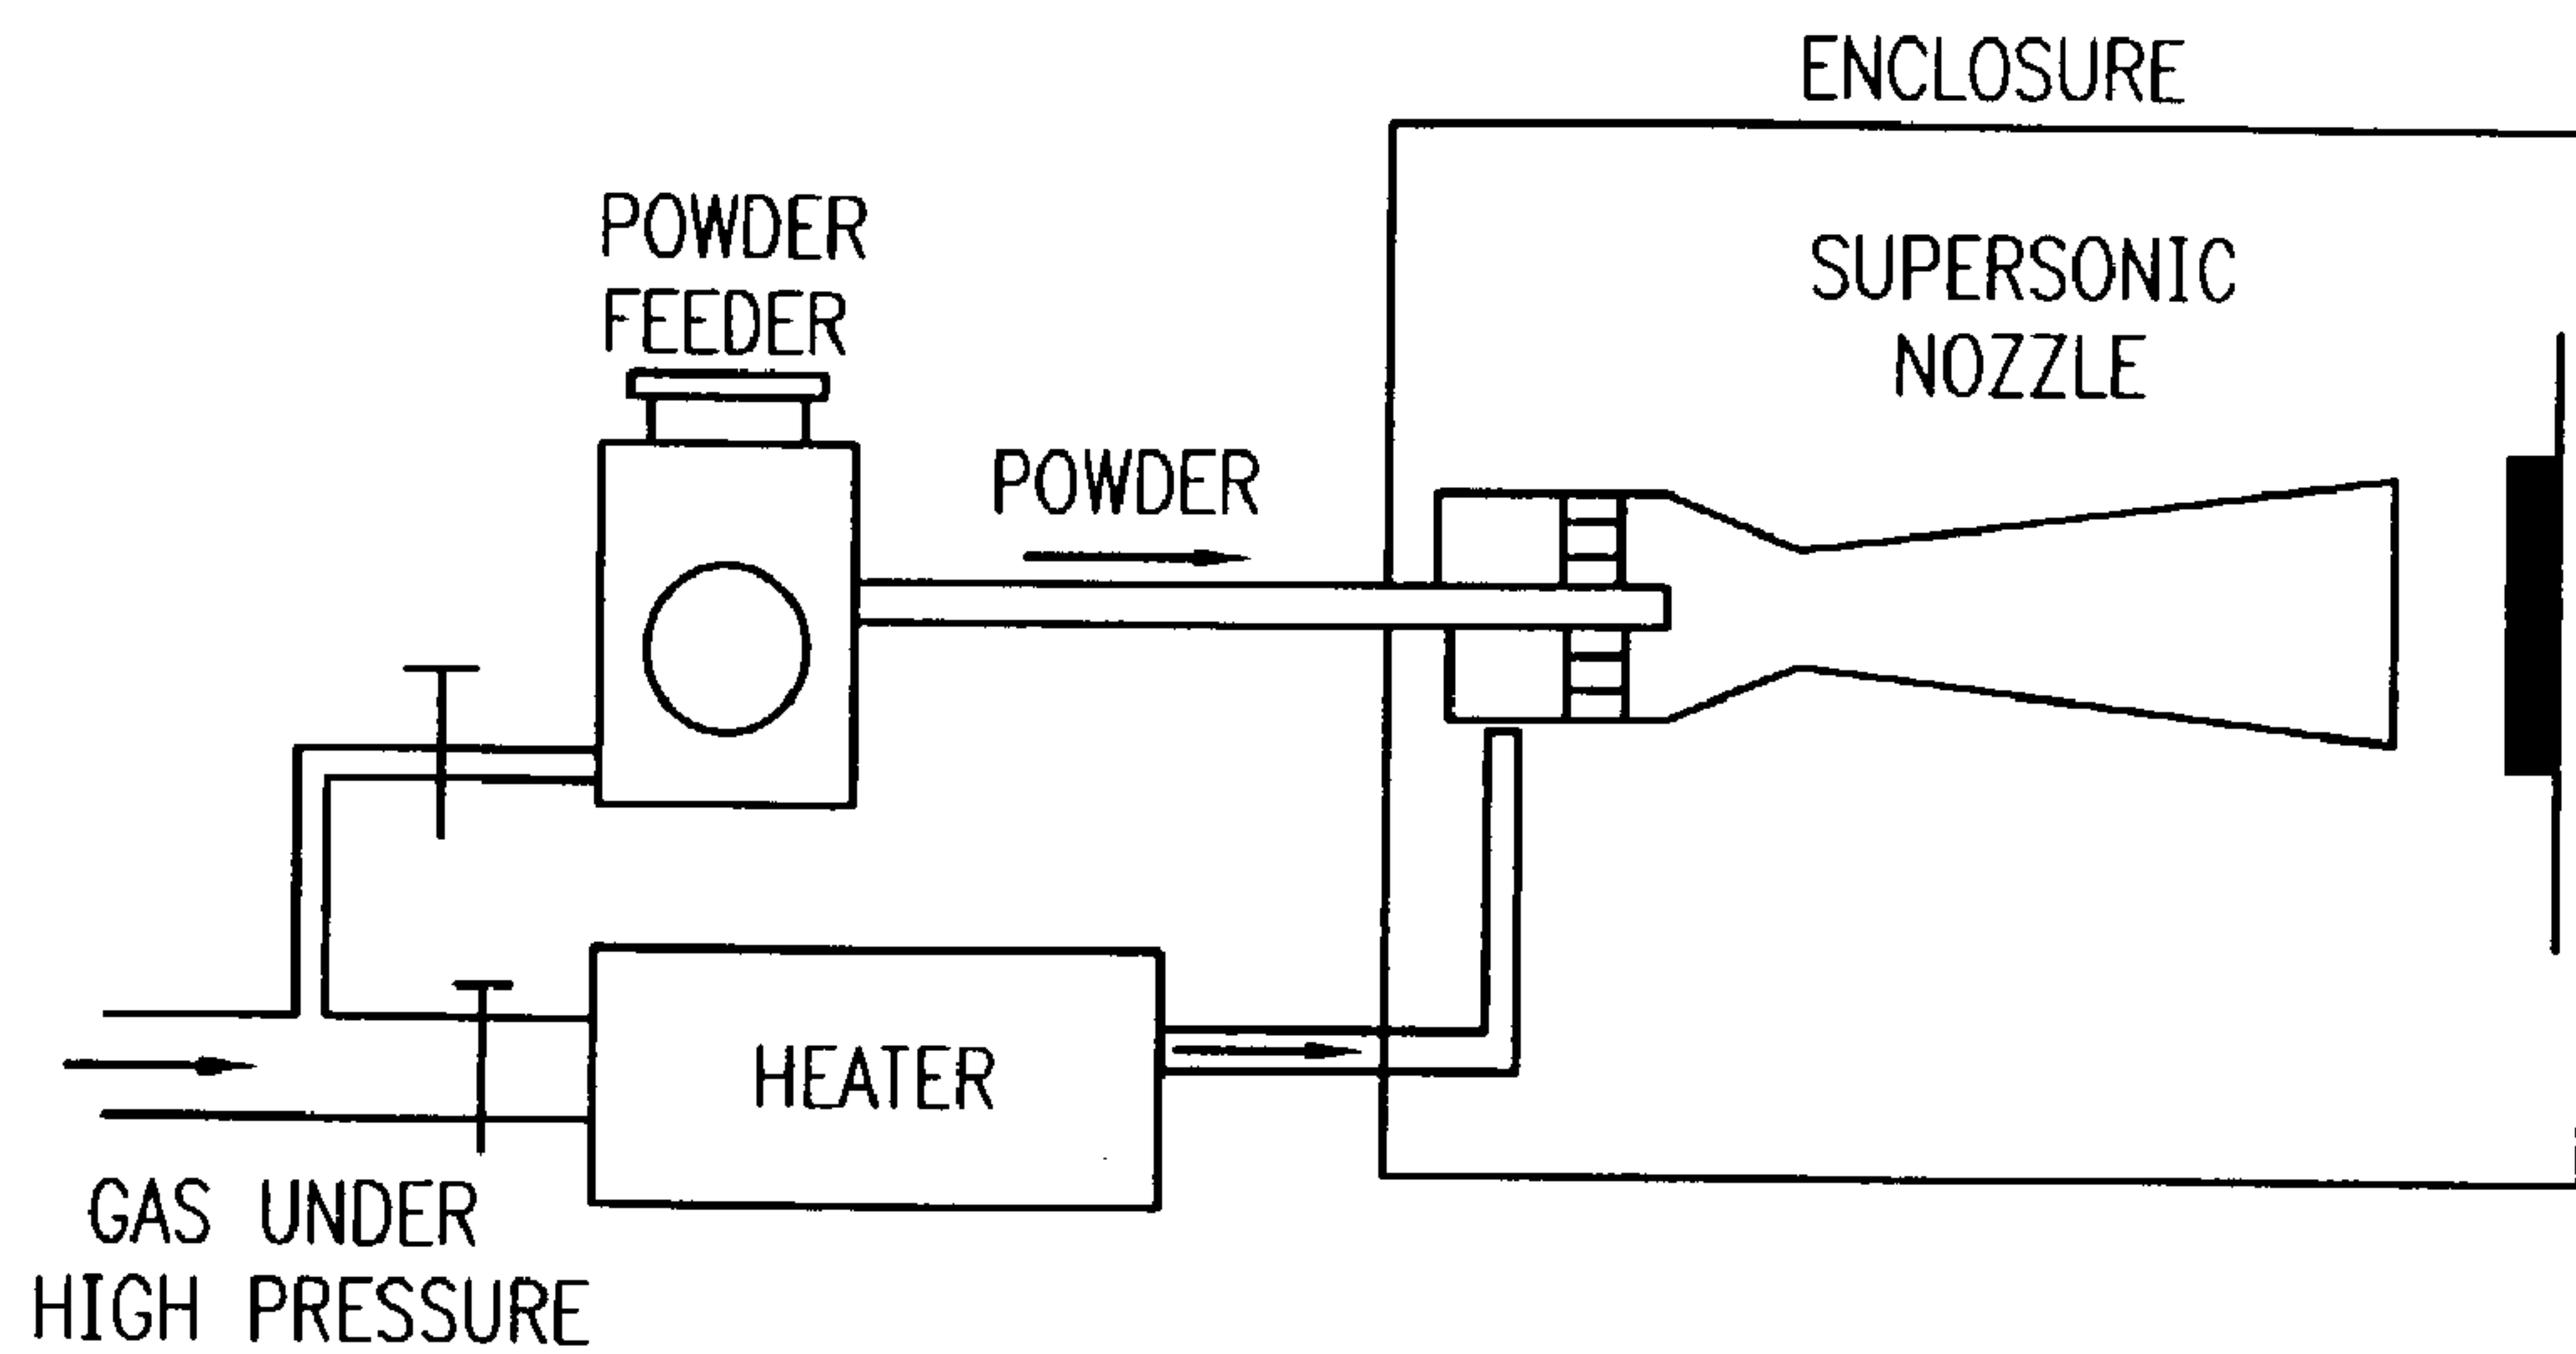 ENCLOSURE
POWDER
FEEDER
SUPERSONIC
NOZZLE
POWDER
HEATER
GAS UNDER
HIGH PRESSURE